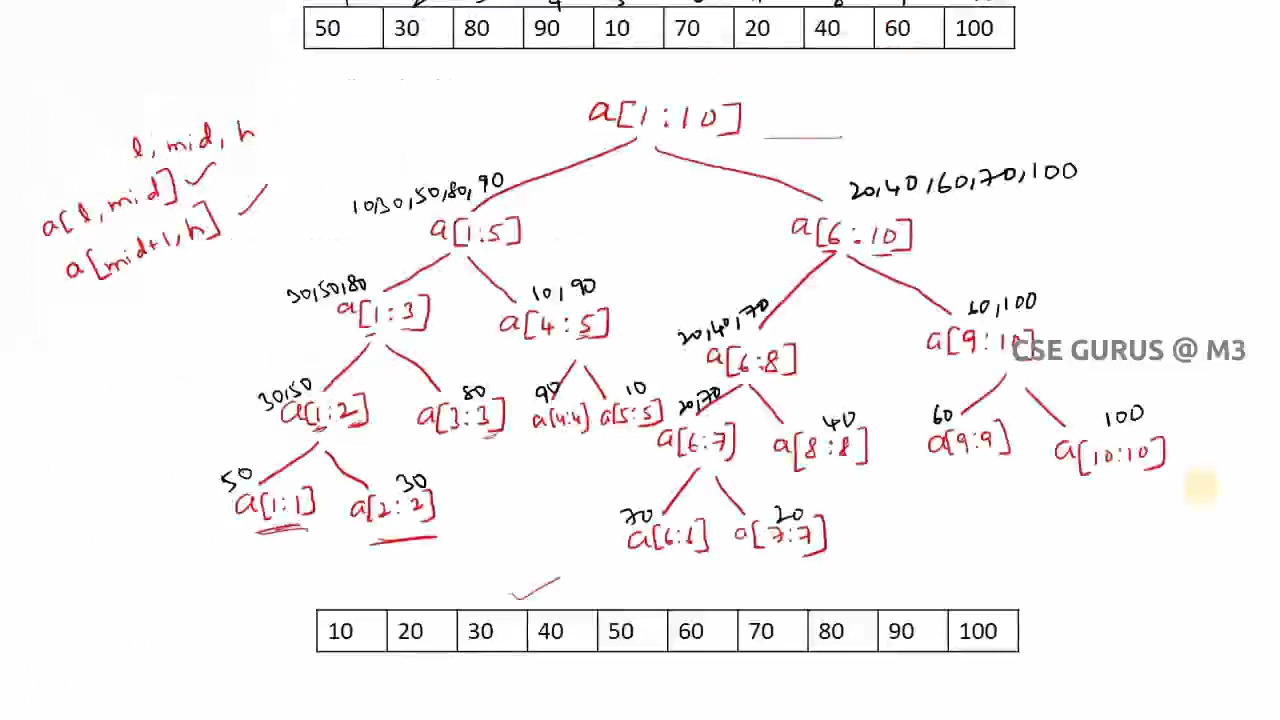 50 30 80 90 10 70 20 40 60 100
a[1:10]
l, mid, h
a[l, mid]
a[mid+1, h]
10,30,50,80,90
20,40,60,70,100
a[1:5]
a[6:10]
30,50,80
10,90
20,40,70
60,100
a[1:3]
a[4:5]
a[6:8]
a[9:10]
CSE GURUS @ M3
30,50
80
90
10
20,70
40
60
100
a[1:2]
a[3:3]
a[4:4]
a[5:5]
a[6:7]
a[8:8]
a[9:9]
a[10:10]
50
30
70
20
a[1:1]
a[2:2]
a[6:6]
a[7:7]
10 20 30 40 50 60 70 80 90 100